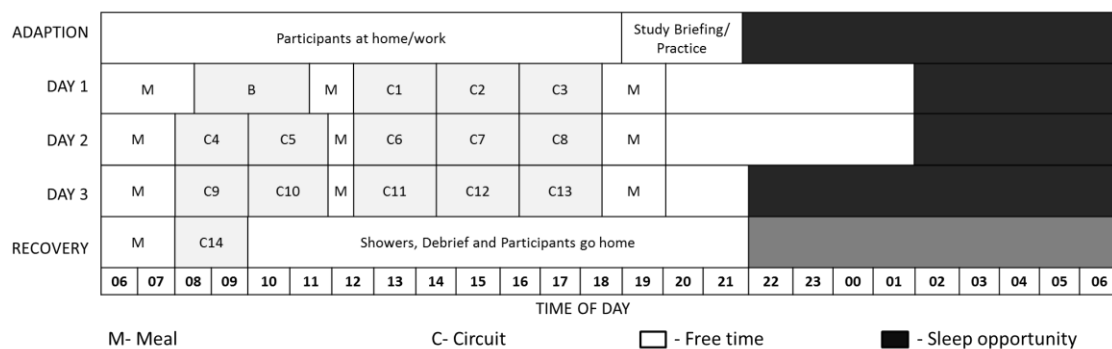 ADAPTION Participants at home/work Study Briefing/
Practice
DAY 1 M B M C1 C2 C3 M
DAY 2 M C4 C5 M C6 C7 C8 M
DAY 3 M C9 C10 M C11 C12 C13 M
RECOVERY M C14 Showers, Debrief and Participants go home
06 07 08 09 10 11 12 13 14 15 16 17 18 19 20 21 22 23 00 01 02 03 04 05 06
TIME OF DAY
M- Meal C- Circuit - Free time - Sleep opportunity